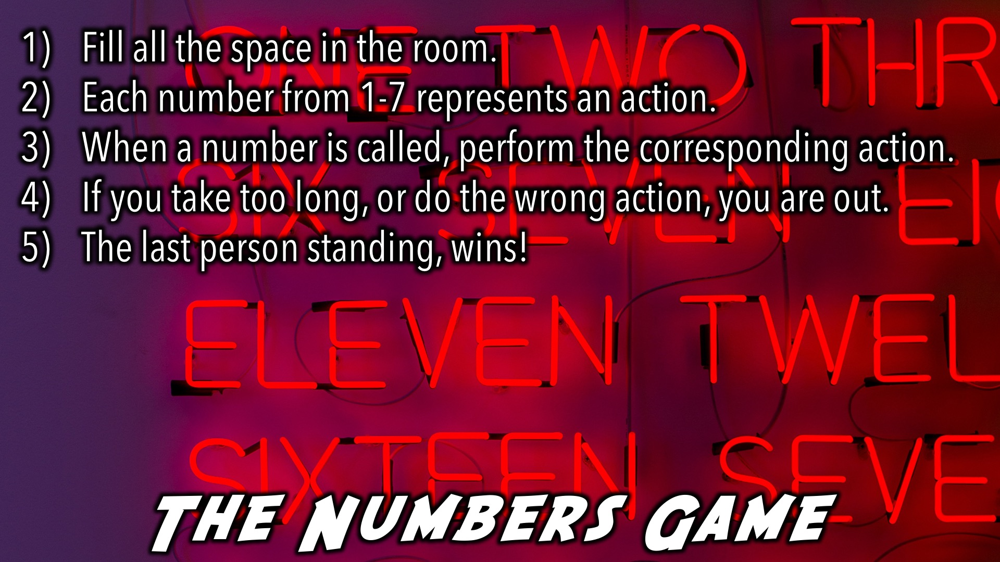 1) Fill all the space in the room.
2) Each number from 1-7 represents an action.
3) When a number is called, perform the corresponding action.
4) If you take too long, or do the wrong action, you are out.
5) The last person standing, wins!
ONE TWO THR
SIX SEVEN EIG
ELEVEN TWEL
SIXTEEN SEVE
The Numbers Game